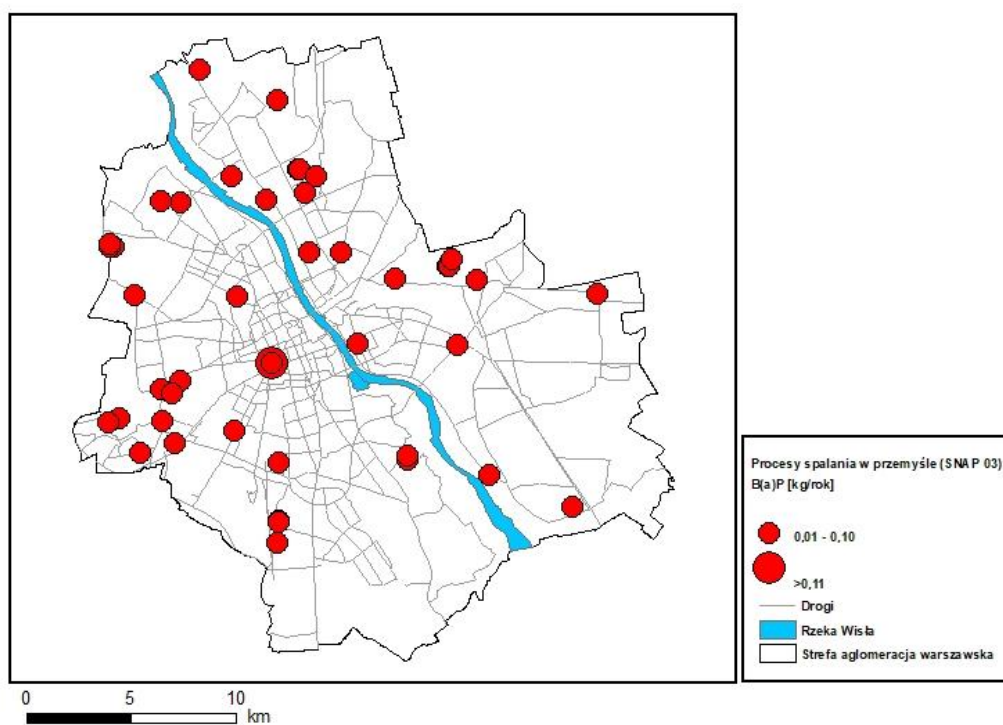 Procesy spalania w przemyśle (SNAP 03)
B(a)P [kg/rok]
0,01 - 0,10
>0,11
Drogi
Rzeka Wisła
Strefa aglomeracja warszawska
0 5 10
km